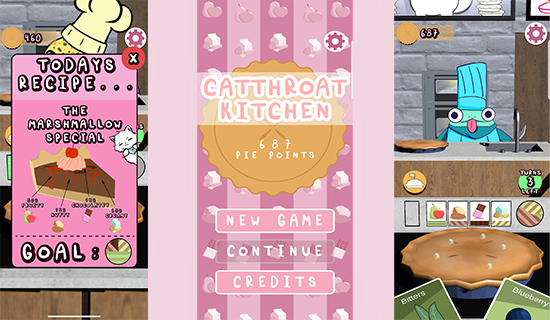 460
X
TODAYS
RECIPE...
THE
MARSHMALLOW
SPECIAL
GOAL:
CATTHROAT
KITCHEN
687
PIE POINTS
NEW GAME
CONTINUE
CREDITS
687
TURNS
3
LEFT
Bitters
Blueberry